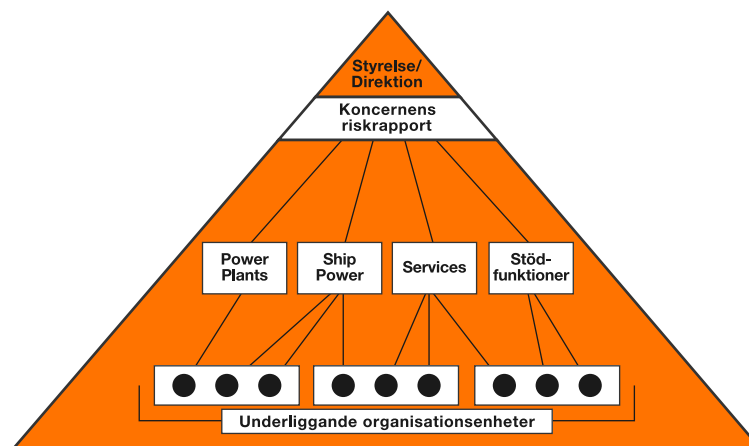 Styrelse/
Direktion
Koncernens
riskrapport
Power
Plants
Ship
Power
Services
Stöd-
funktioner
Underliggande organisationsenheter